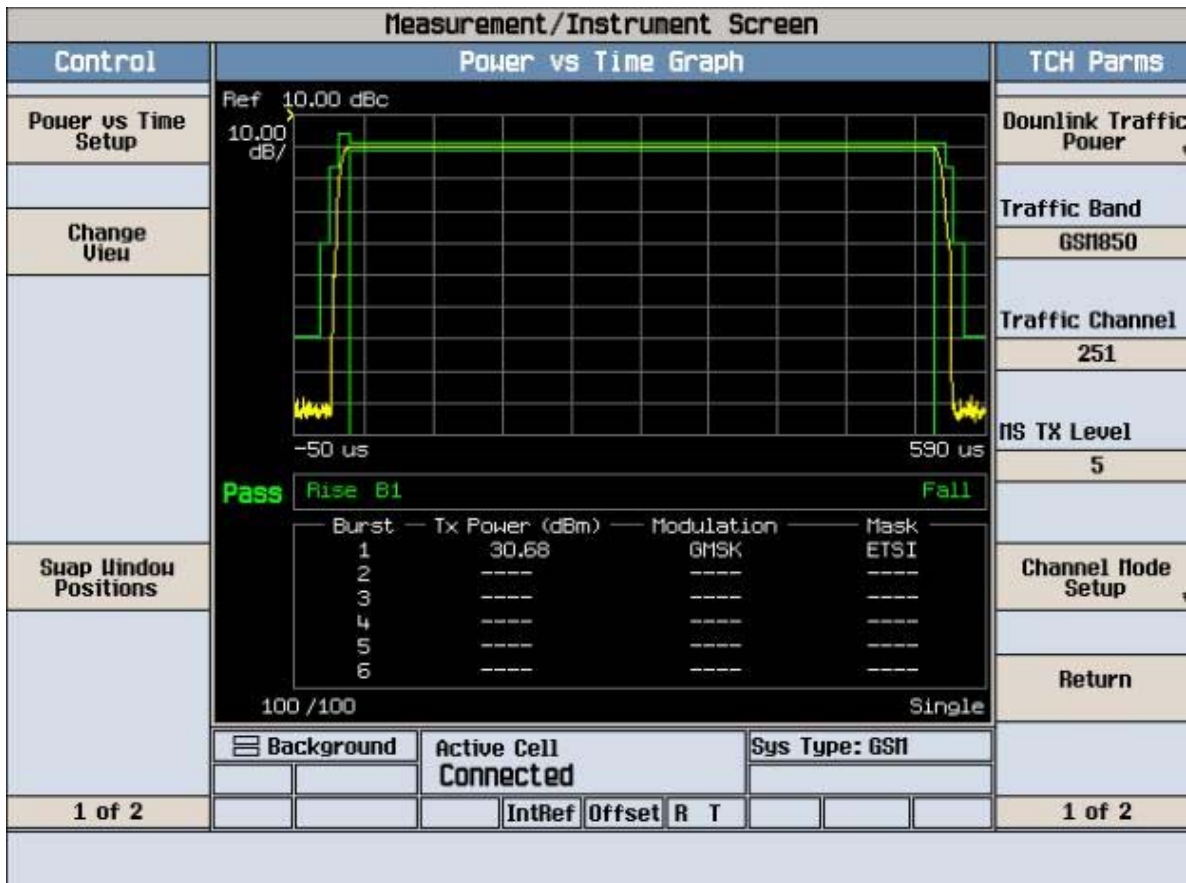 Measurement/Instrument Screen
Control
Power vs Time Graph
TCH Parms
Power vs Time
Setup
Change
View
Swap Window
Positions
1 of 2
Ref 10.00 dBc
10.00
dB/
-50 us
590 us
Pass
Rise B1
Fall
Burst Tx Power (dBm) Modulation Mask
1 30.68 GMSK ETSI
2 ---- ---- ----
3 ---- ---- ----
4 ---- ---- ----
5 ---- ---- ----
6 ---- ---- ----
100 /100
Single
Background
Active Cell
Connected
Sys Type: GSM
IntRef Offset R T
Downlink Traffic
Power
Traffic Band
GSM850
Traffic Channel
251
MS TX Level
5
Channel Mode
Setup
Return
1 of 2